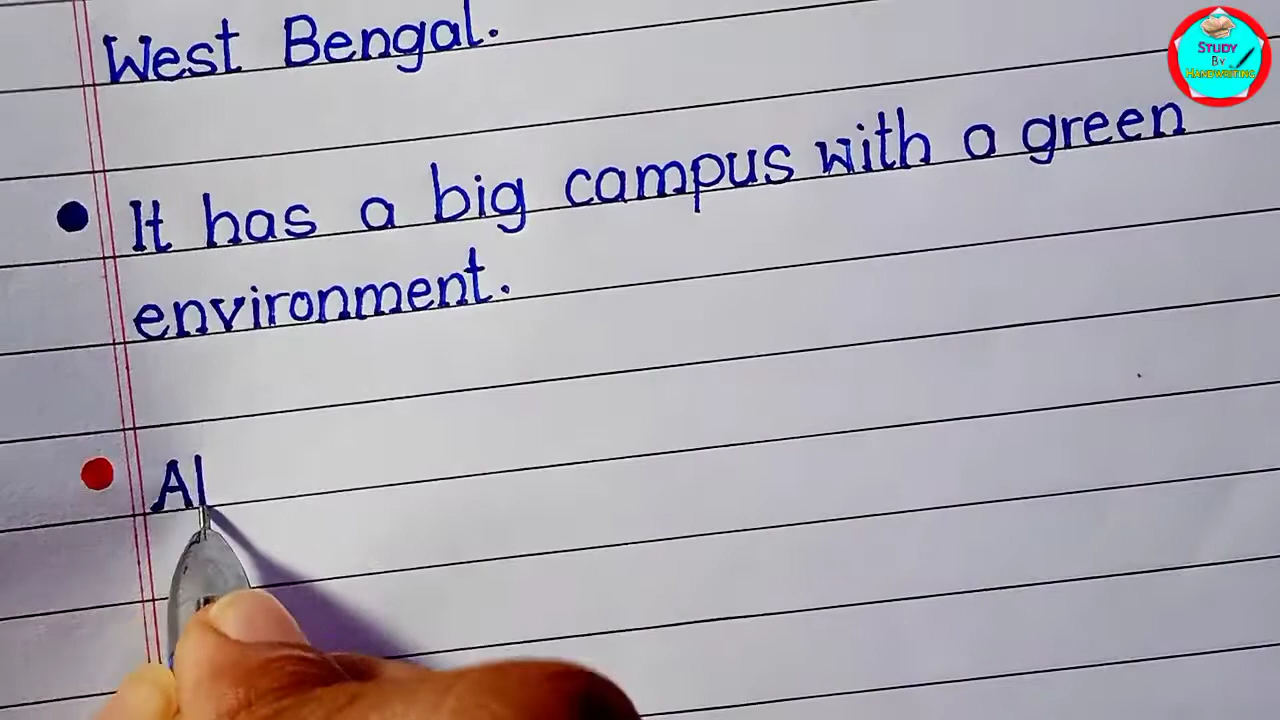 West Bengal.
STUDY
By
HANDWRITING
It has a big campus with a green
environment.
Al